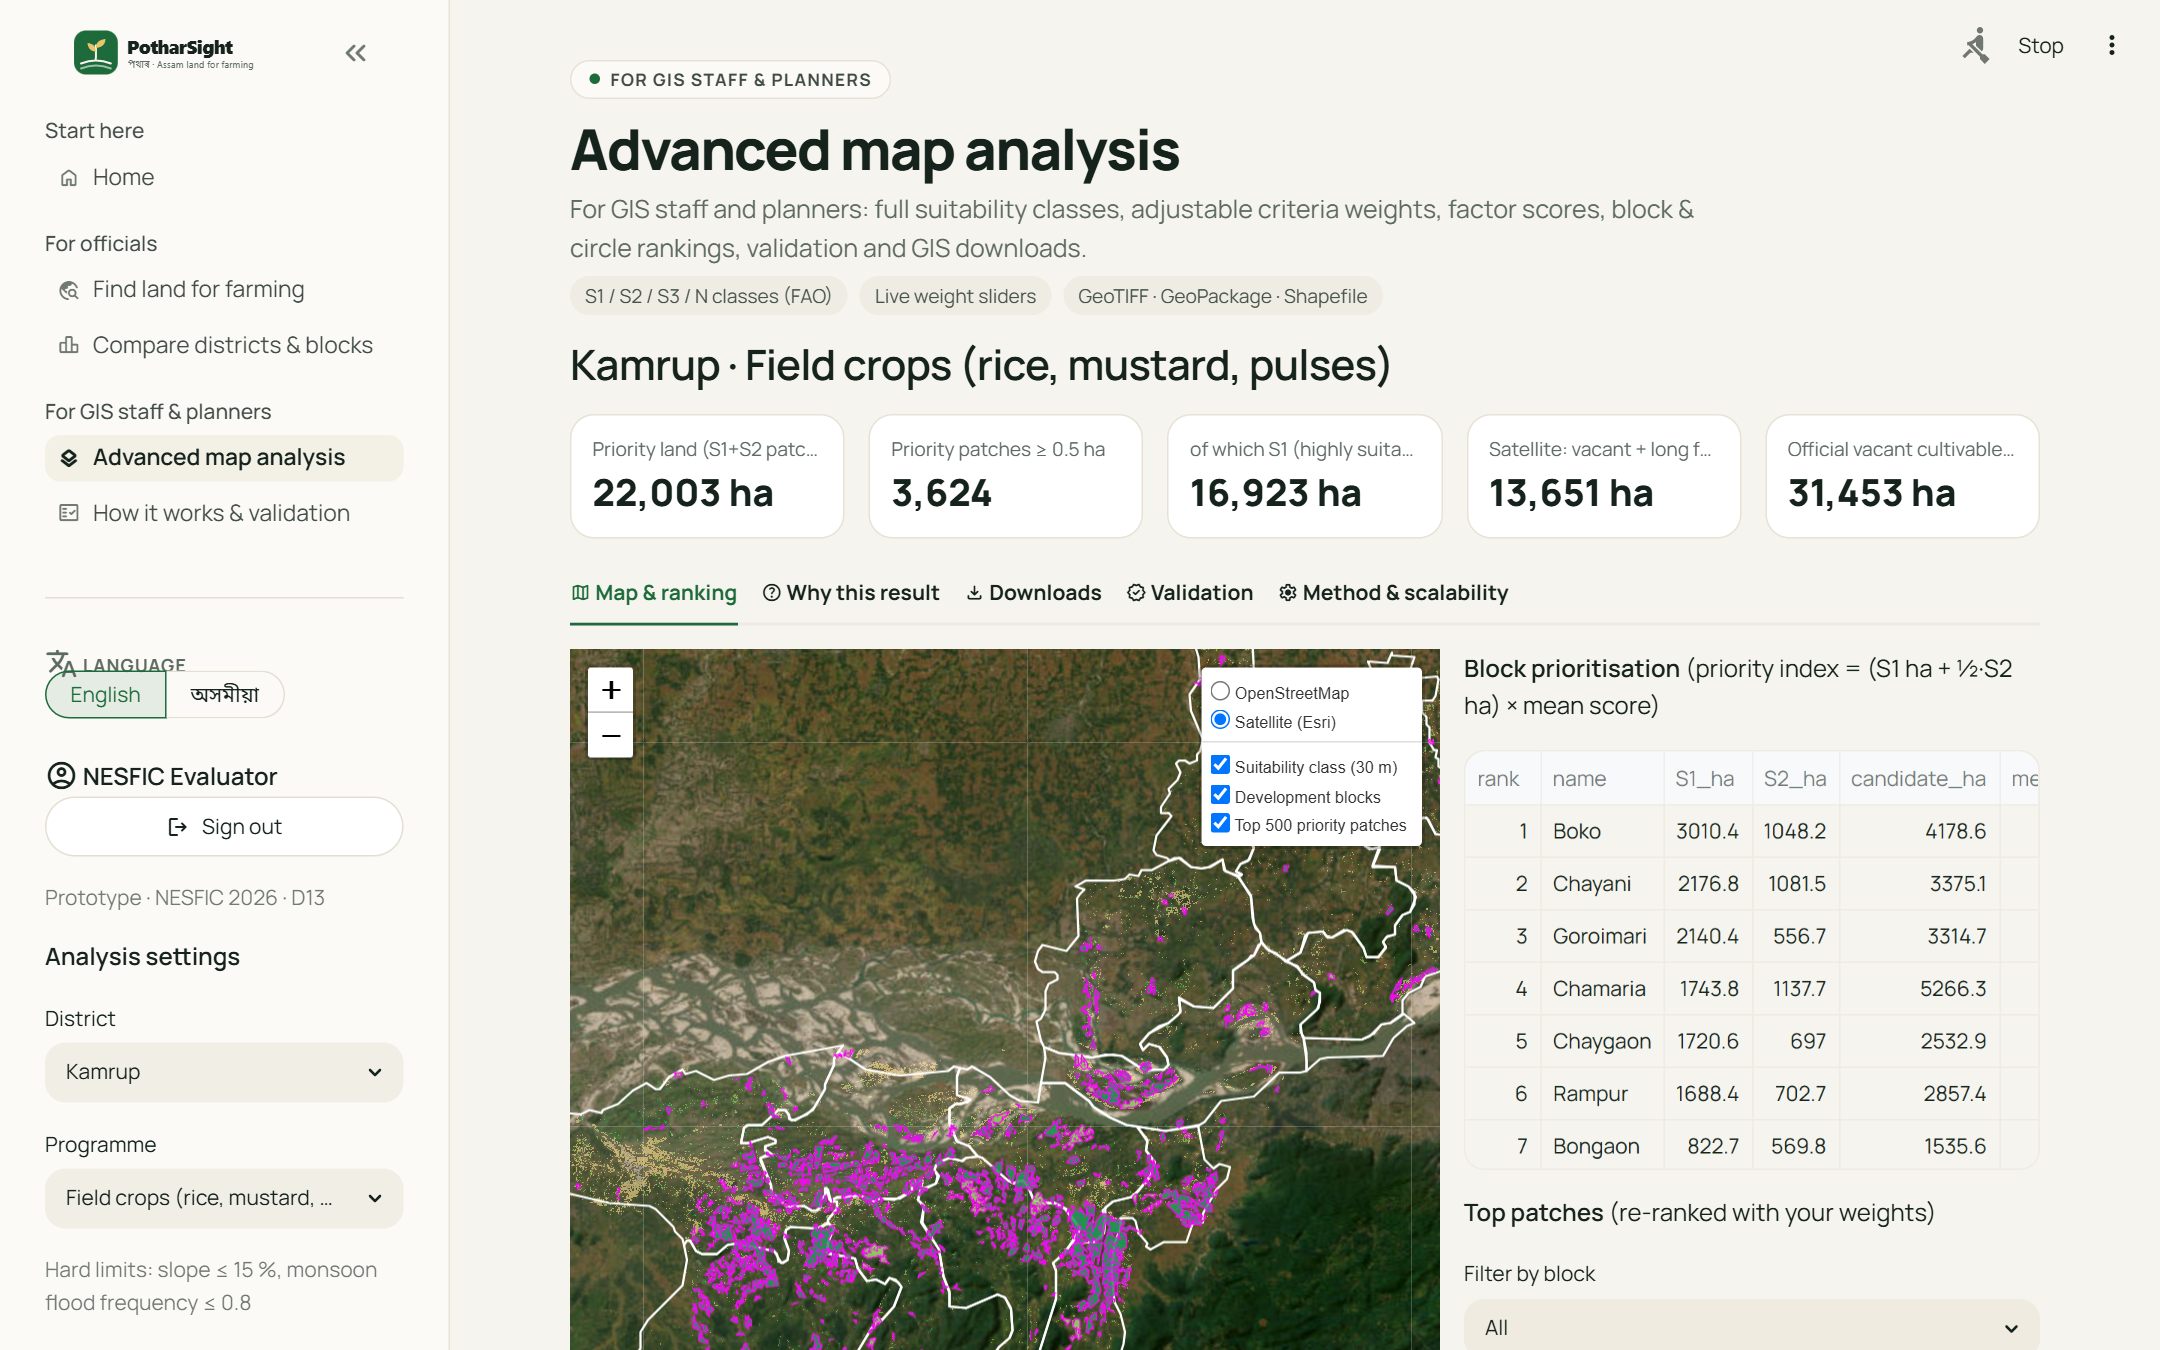 PotharSight
পথাৰ · Assam land for farming
Start here
Home
For officials
Find land for farming
Compare districts & blocks
For GIS staff & planners
Advanced map analysis
How it works & validation
LANGUAGE
English
অসমীয়া
NESFIC Evaluator
Sign out
Prototype · NESFIC 2026 · D13
Analysis settings
District
Kamrup
Programme
Field crops (rice, mustard, ...
Hard limits: slope ≤ 15 %, monsoon
flood frequency ≤ 0.8
Stop
FOR GIS STAFF & PLANNERS
Advanced map analysis
For GIS staff and planners: full suitability classes, adjustable criteria weights, factor scores, block &
circle rankings, validation and GIS downloads.
S1 / S2 / S3 / N classes (FAO)
Live weight sliders
GeoTIFF · GeoPackage · Shapefile
Kamrup · Field crops (rice, mustard, pulses)
Priority land (S1+S2 patc...
22,003 ha
Priority patches ≥ 0.5 ha
3,624
of which S1 (highly suita...
16,923 ha
Satellite: vacant + long f...
13,651 ha
Official vacant cultivable...
31,453 ha
Map & ranking
Why this result
Downloads
Validation
Method & scalability
+
−
OpenStreetMap
Satellite (Esri)
Suitability class (30 m)
Development blocks
Top 500 priority patches
Block prioritisation (priority index = (S1 ha + ½·S2
ha) × mean score)
rank name S1_ha S2_ha candidate_ha me
1 Boko 3010.4 1048.2 4178.6
2 Chayani 2176.8 1081.5 3375.1
3 Goroimari 2140.4 556.7 3314.7
4 Chamaria 1743.8 1137.7 5266.3
5 Chaygaon 1720.6 697 2532.9
6 Rampur 1688.4 702.7 2857.4
7 Bongaon 822.7 569.8 1535.6
Top patches (re-ranked with your weights)
Filter by block
All